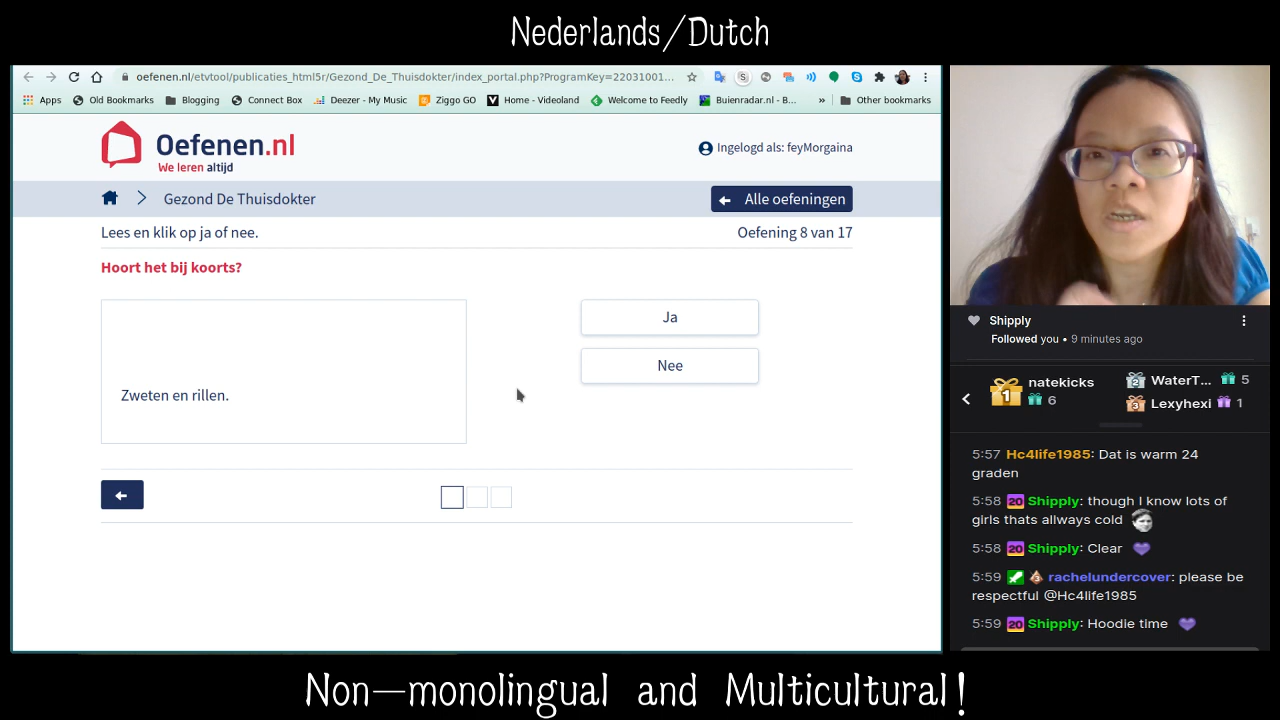 Nederlands/Dutch
oefenen.nl/etvtool/publicaties_html5r/Gezond_De_Thuisdokter/index_portal.php?ProgramKey=22031001...
Apps Old Bookmarks Blogging Connect Box Deezer - My Music Ziggo GO Home - Videoland Welcome to Feedly Buienradar.nl - B... » Other bookmarks
Oefenen.nl
We leren altijd
Ingelogd als: feyMorgaina
Gezond De Thuisdokter
Alle oefeningen
Lees en klik op ja of nee.
Oefening 8 van 17
Hoort het bij koorts?
Ja
Nee
Zweten en rillen.
Shipply
Followed you • 9 minutes ago
1 natekicks
6
2 WaterT... 5
3 Lexyhexi 1
5:57 Hc4life1985: Dat is warm 24
graden
5:58 20 Shipply: though I know lots of
girls thats allways cold
5:58 20 Shipply: Clear
5:59 rachelundercover: please be
respectful @Hc4life1985
5:59 20 Shipply: Hoodie time
Non-monolingual and Multicultural!